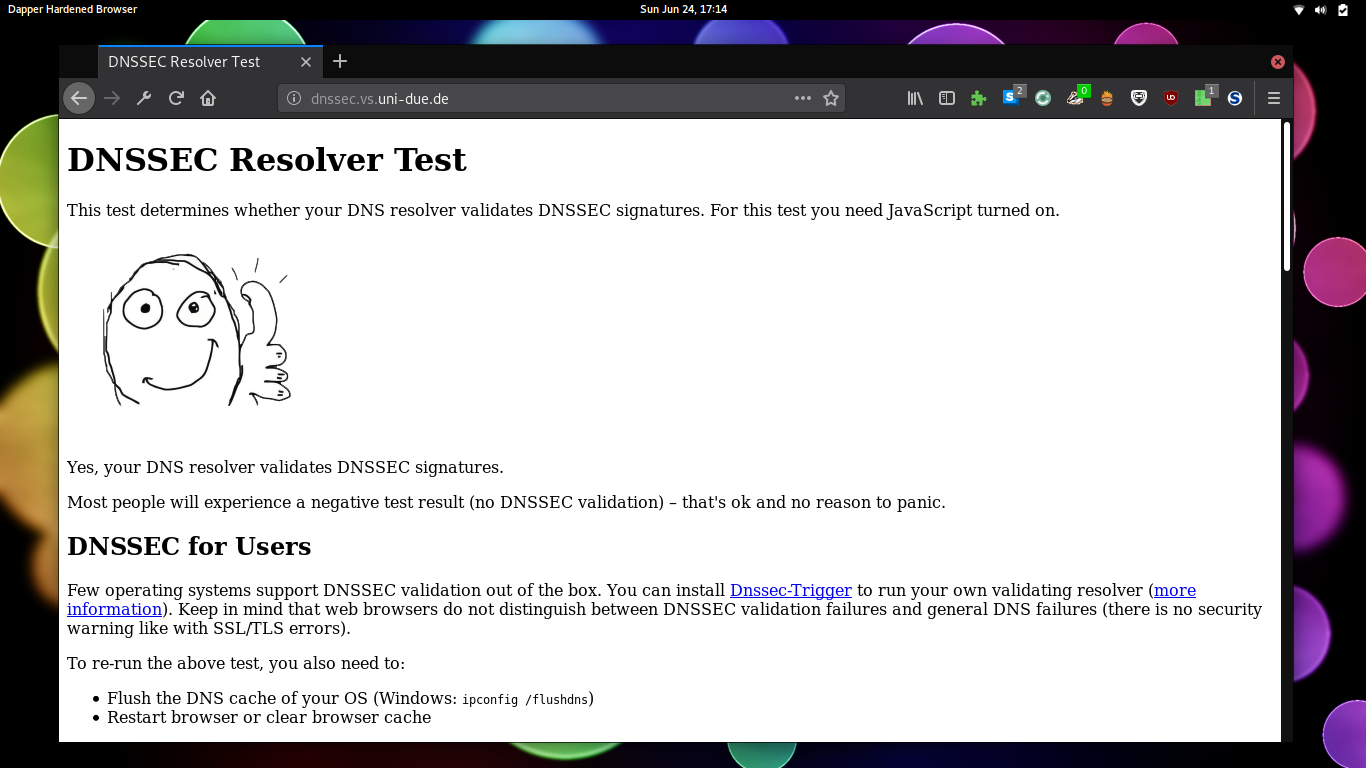 Dapper Hardened Browser
Sun Jun 24, 17:14
DNSSEC Resolver Test
dnssec.vs.uni-due.de
2
0
1
DNSSEC Resolver Test
This test determines whether your DNS resolver validates DNSSEC signatures. For this test you need JavaScript turned on.
Yes, your DNS resolver validates DNSSEC signatures.
Most people will experience a negative test result (no DNSSEC validation) – that's ok and no reason to panic.
DNSSEC for Users
Few operating systems support DNSSEC validation out of the box. You can install Dnssec-Trigger to run your own validating resolver (more
information). Keep in mind that web browsers do not distinguish between DNSSEC validation failures and general DNS failures (there is no security
warning like with SSL/TLS errors).
To re-run the above test, you also need to:
• Flush the DNS cache of your OS (Windows: ipconfig /flushdns)
• Restart browser or clear browser cache